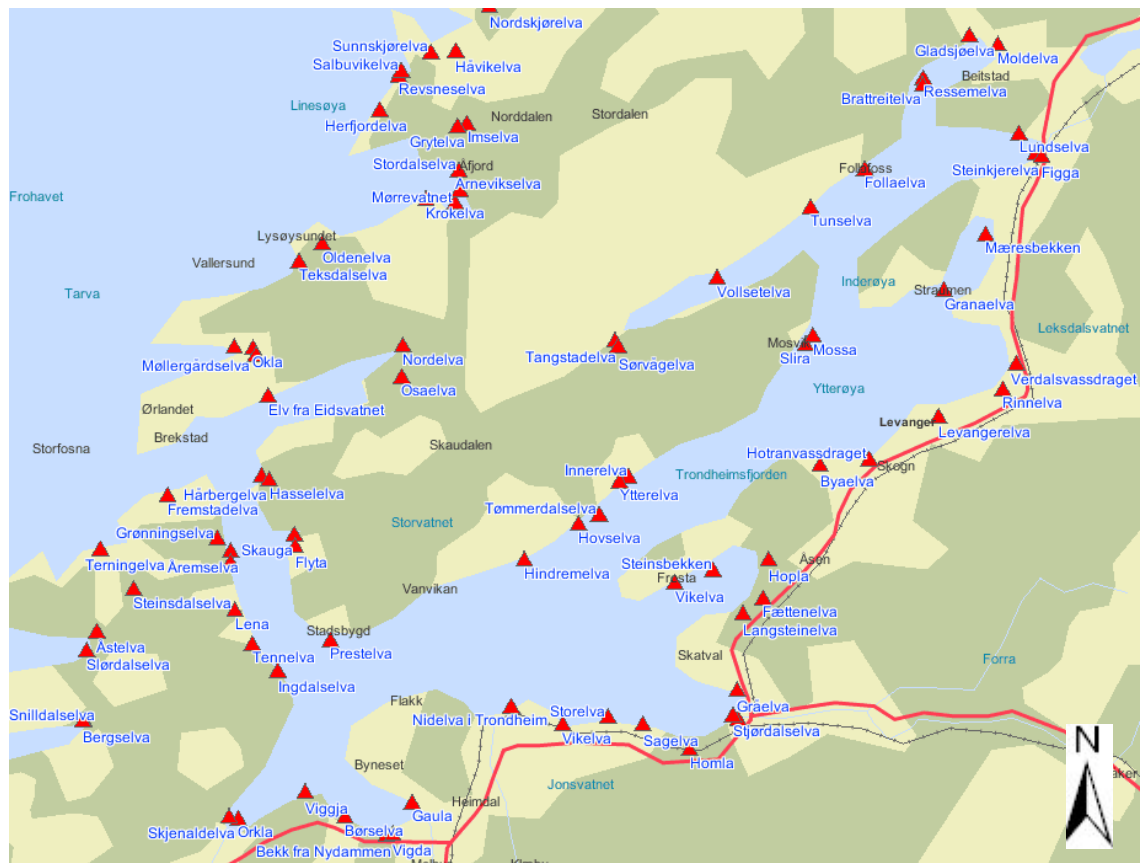 Nordskjørelva
Sunnskjørelva
Håvikelva
Gladsjøelva
Moldelva
Salbuvikelva
Revsneselva
Beitstad
Ressemelva
Brattreitelva
Linesøya
Herfjordelva
Norddalen
Stordalen
Imselva
Grytelva
Lundselva
Stordalselva
Åfjord
Follafoss
Follaelva
Steinkjerelva
Figga
Arnevikselva
Frohavet
Mørrevatnet
Krokelva
Tunselva
Lysøysundet
Oldenelva
Mæresbekken
Vallersund
Teksdalselva
Vollsetelva
Inderøya
Tarva
Straumen
Granaelva
Leksdalsvatnet
Møllergårdselva
Okla
Nordelva
Tangstadelva
Sørvågelva
Mosvik
Mossa
Slira
Osaelva
Verdalsvassdraget
Ytterøya
Elv fra Eidsvatnet
Rinnelva
Ørlandet
Levanger
Levangerelva
Brekstad
Storfosna
Skaudalen
Hotranvassdraget
Skogn
Innerelva
Trondheimsfjorden
Byaelva
Hårbergelva
Hasselelva
Ytterelva
Fremstadelva
Tømmerdalselva
Storvatnet
Hovselva
Grønningselva
Skauga
Flyta
Terningelva
Åremselva
Hindremelva
Steinsbekken
Hopla
Åsen
Frosta
Vikelva
Vanvikan
Steinsdalselva
Fættenelva
Lena
Langsteinelva
Åstelva
Stadsbygd
Prestelva
Slørdalselva
Tennelva
Skatval
Forra
Ingdalselva
Flakk
Gråelva
Snilldalselva
Nidelva i Trondheim
Storelva
Bergselva
Vikelva
Sagelva
Stjørdalselva
Homla
N
Byneset
Jonsvatnet
Viggja
Gaula
Heimdal
Skjenaldelva
Orkla
Børselva
Bekk fra Nydammen
Vigda